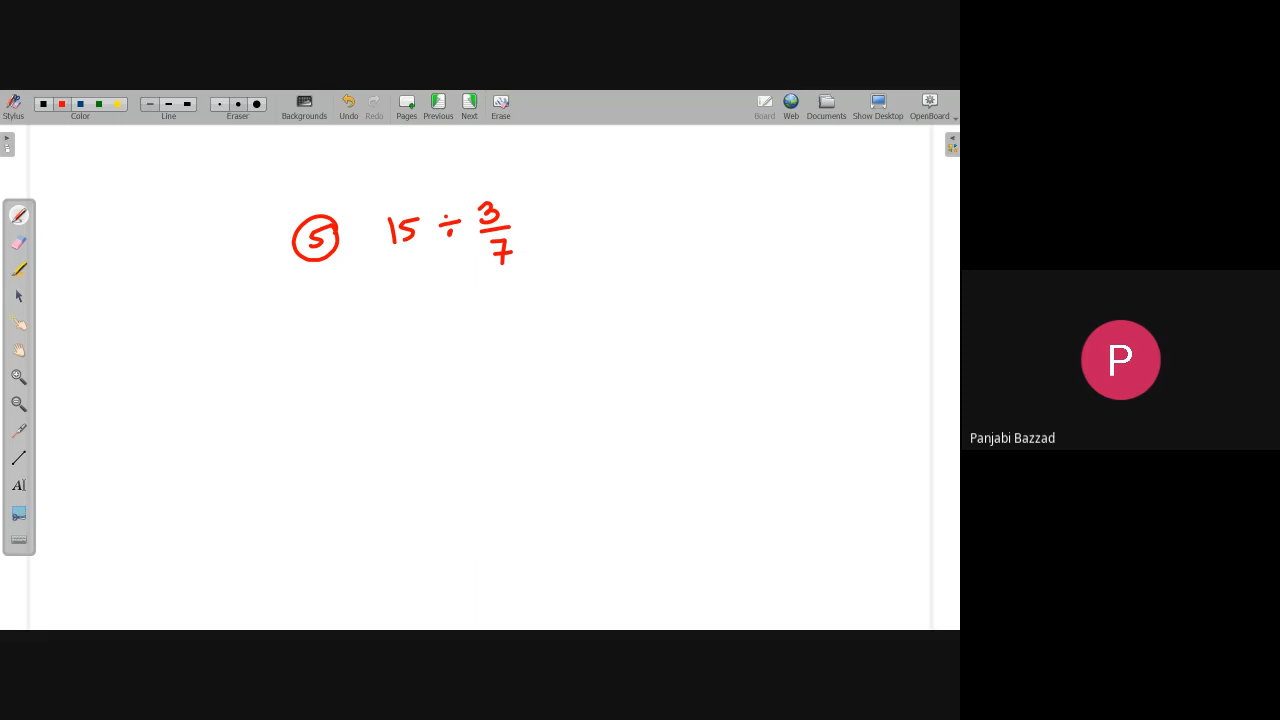 Stylus Color Line Eraser Backgrounds Undo Redo Pages Previous Next Erase Board Web Documents Show Desktop OpenBoard
5 15 ÷ 3/7
P
Panjabi Bazzad